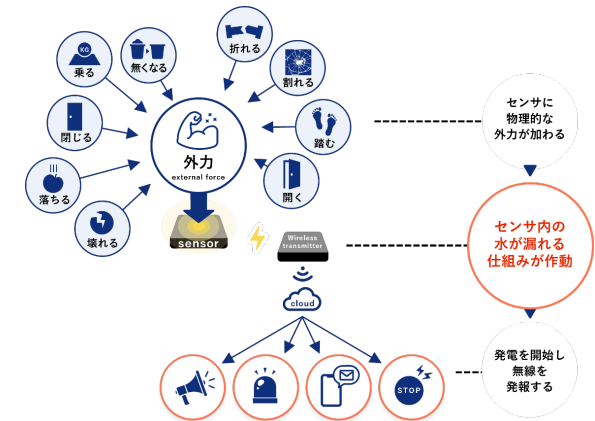 KG
乗る
無くなる
折れる
割れる
閉じる
踏む
落ちる
開く
壊れる
外力
external force
sensor
Wireless
transmitter
cloud
STOP
センサに
物理的な
外力が加わる
センサ内の
水が漏れる
仕組みが作動
発電を開始し
無線を
発報する